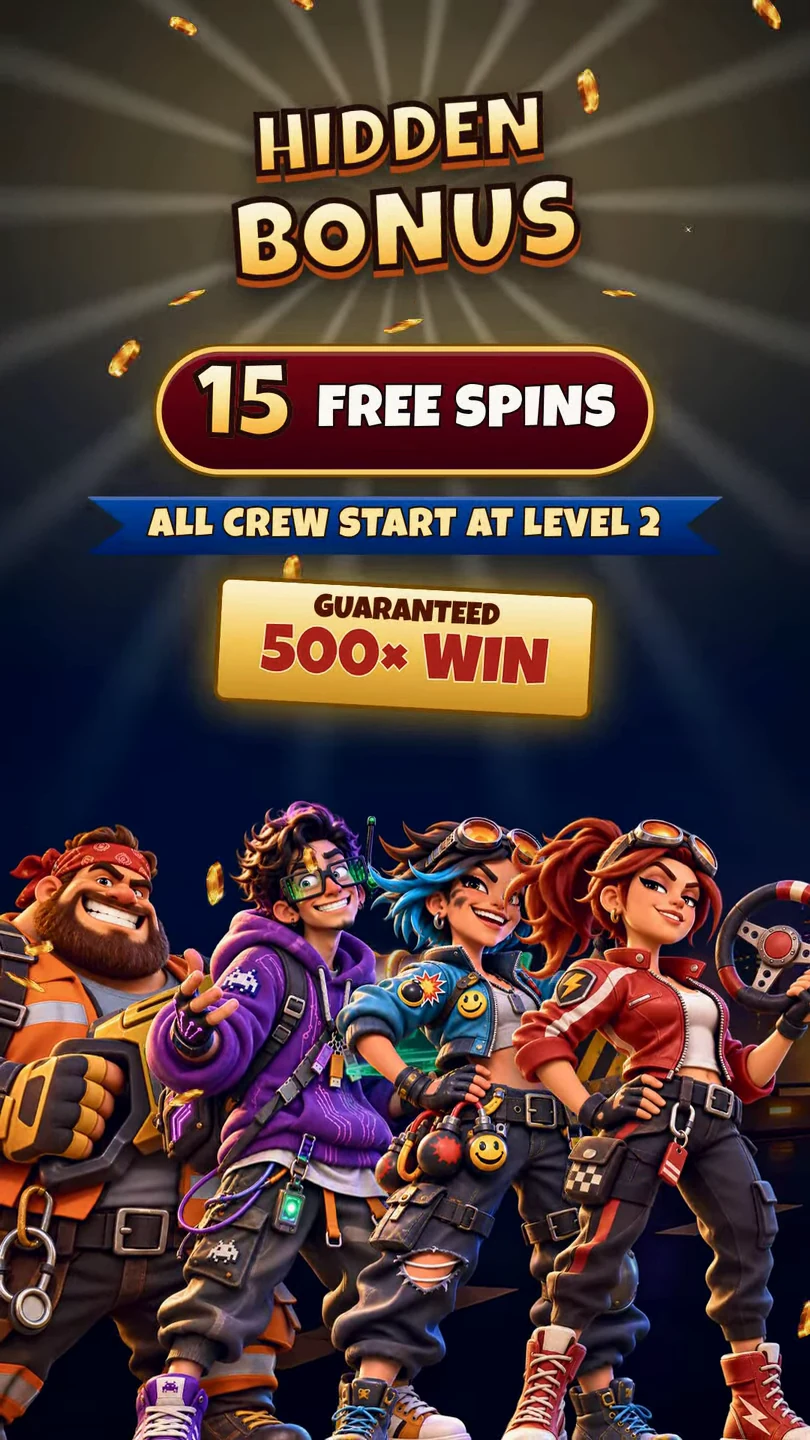 HIDDEN
BONUS
15 FREE SPINS
ALL CREW START AT LEVEL 2
GUARANTEED
500× WIN